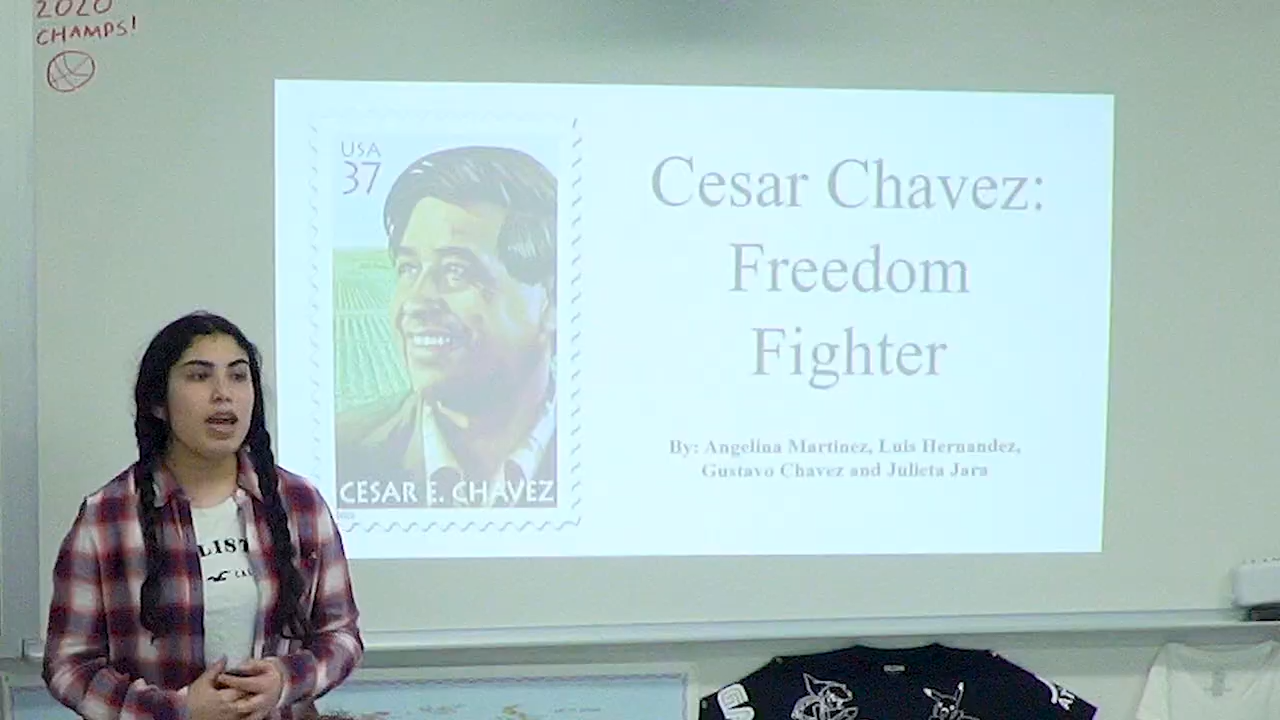 2020
CHAMPS!
USA
37
CESAR E. CHAVEZ
Cesar Chavez:
Freedom
Fighter
By: Angelina Martinez, Luis Hernandez,
Gustavo Chavez and Julieta Jara
LIST